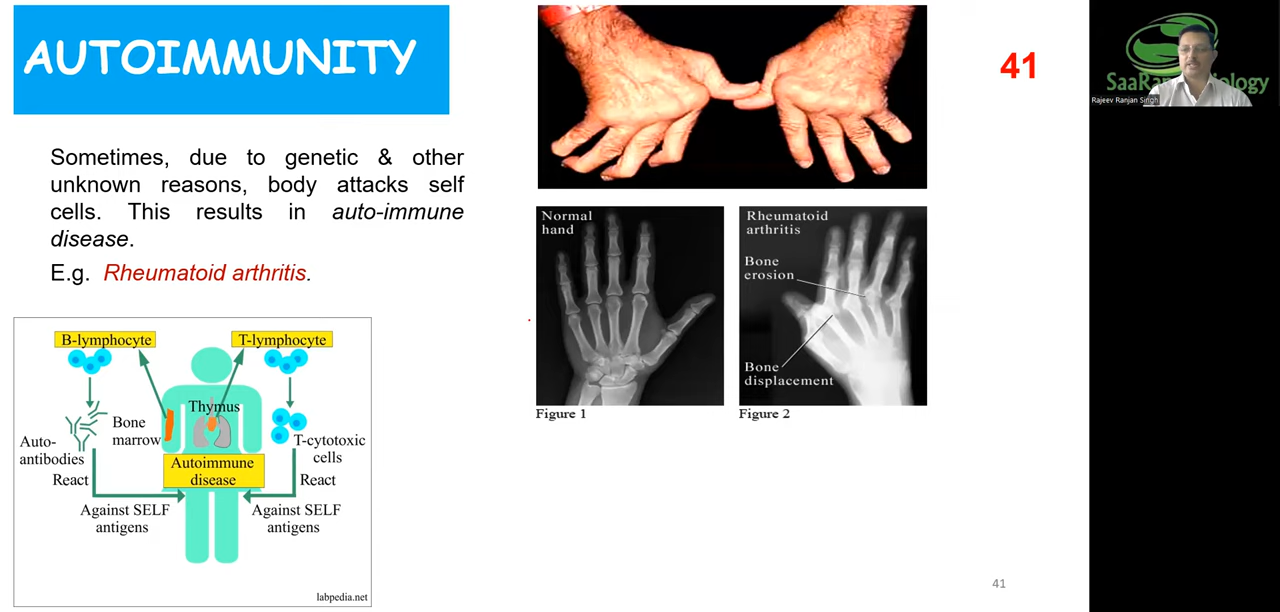 AUTOIMMUNITY
Sometimes, due to genetic & other
unknown reasons, body attacks self
cells. This results in auto-immune
disease.
E.g. Rheumatoid arthritis.
B-lymphocyte
T-lymphocyte
Thymus
Bone
marrow
Auto-
antibodies
T-cytotoxic
cells
Autoimmune
disease
React
React
Against SELF
antigens
Against SELF
antigens
labpedia.net
Normal
hand
Figure 1
Rheumatoid
arthritis
Bone
erosion
Bone
displacement
Figure 2
41
Rajeev Ranjan Singh
41